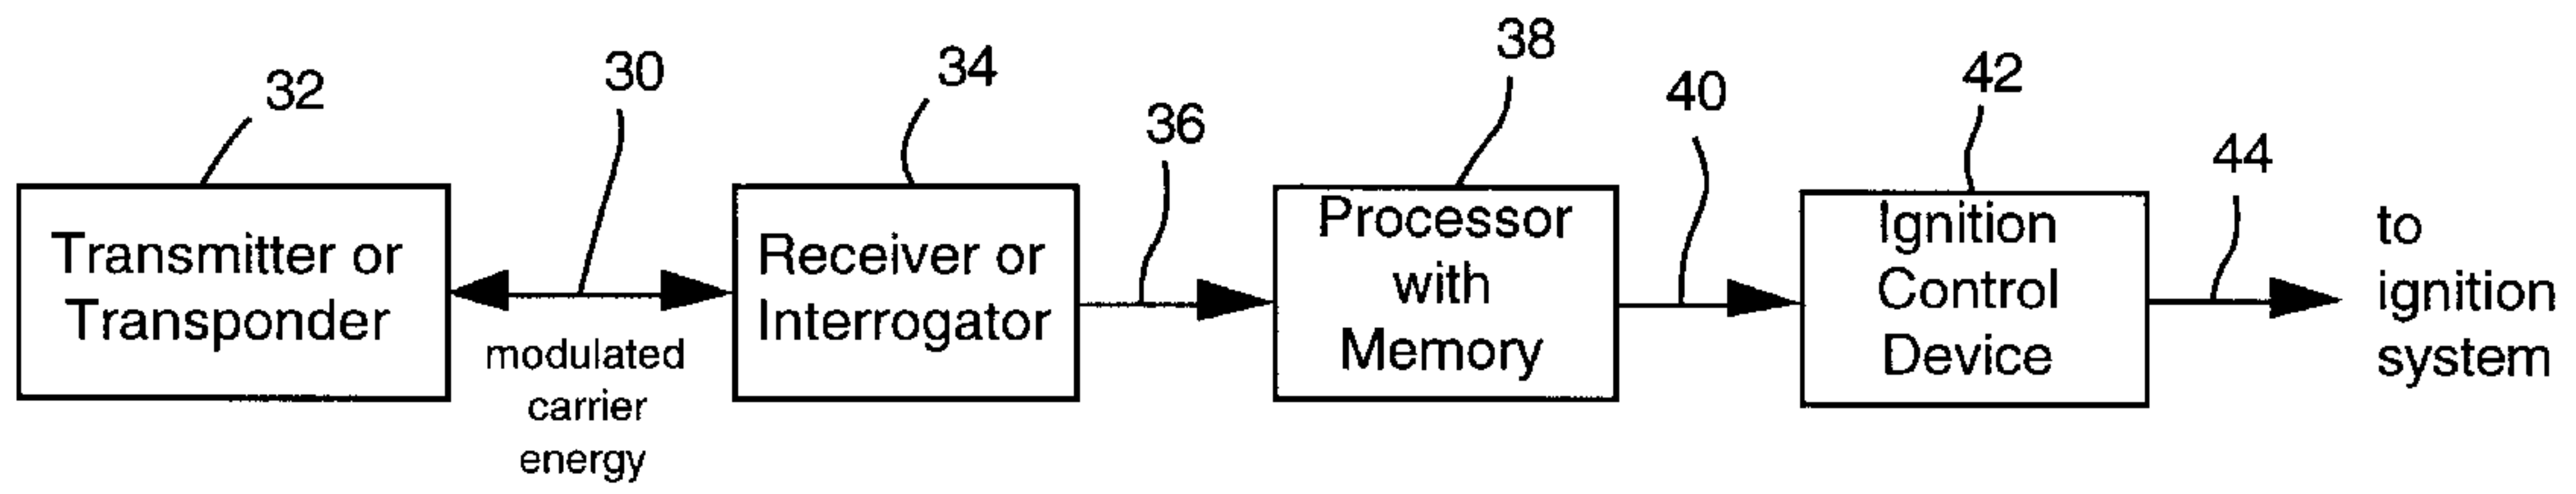 32
30
34
36
38
40
42
44
Transmitter or
Transponder
modulated
carrier
energy
Receiver or
Interrogator
Processor
with
Memory
Ignition
Control
Device
to
ignition
system